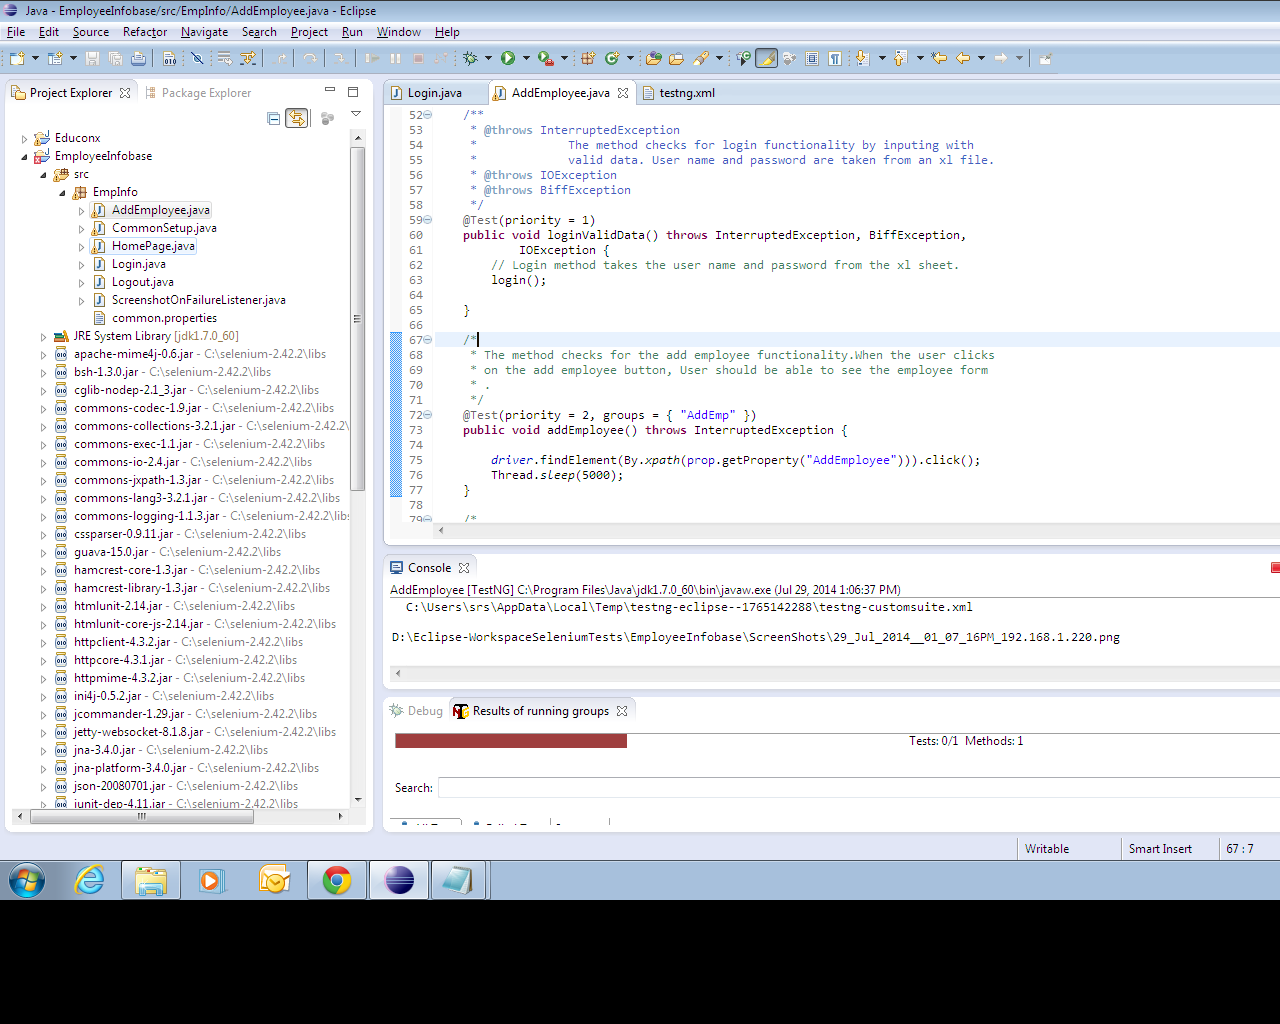 Java - EmployeeInfobase/src/EmpInfo/AddEmployee.java - Eclipse
File Edit Source Refactor Navigate Search Project Run Window Help
Project Explorer
Package Explorer
Educonx
EmployeeInfobase
src
EmpInfo
AddEmployee.java
CommonSetup.java
HomePage.java
Login.java
Logout.java
ScreenshotOnFailureListener.java
common.properties
JRE System Library [jdk1.7.0_60]
apache-mime4j-0.6.jar - C:\selenium-2.42.2\libs
bsh-1.3.0.jar - C:\selenium-2.42.2\libs
cglib-nodep-2.1_3.jar - C:\selenium-2.42.2\libs
commons-codec-1.9.jar - C:\selenium-2.42.2\libs
commons-collections-3.2.1.jar - C:\selenium-2.42.2\
commons-exec-1.1.jar - C:\selenium-2.42.2\libs
commons-io-2.4.jar - C:\selenium-2.42.2\libs
commons-jxpath-1.3.jar - C:\selenium-2.42.2\libs
commons-lang3-3.2.1.jar - C:\selenium-2.42.2\libs
commons-logging-1.1.3.jar - C:\selenium-2.42.2\libs
cssparser-0.9.11.jar - C:\selenium-2.42.2\libs
guava-15.0.jar - C:\selenium-2.42.2\libs
hamcrest-core-1.3.jar - C:\selenium-2.42.2\libs
hamcrest-library-1.3.jar - C:\selenium-2.42.2\libs
htmlunit-2.14.jar - C:\selenium-2.42.2\libs
htmlunit-core-js-2.14.jar - C:\selenium-2.42.2\libs
httpclient-4.3.2.jar - C:\selenium-2.42.2\libs
httpcore-4.3.1.jar - C:\selenium-2.42.2\libs
httpmime-4.3.2.jar - C:\selenium-2.42.2\libs
ini4j-0.5.2.jar - C:\selenium-2.42.2\libs
jcommander-1.29.jar - C:\selenium-2.42.2\libs
jetty-websocket-8.1.8.jar - C:\selenium-2.42.2\libs
jna-3.4.0.jar - C:\selenium-2.42.2\libs
jna-platform-3.4.0.jar - C:\selenium-2.42.2\libs
json-20080701.jar - C:\selenium-2.42.2\libs
junit-dep-4.11.jar - C:\selenium-2.42.2\libs
Login.java
AddEmployee.java
testng.xml
52 /**
53 * @throws InterruptedException
54 * The method checks for login functionality by inputing with
55 * valid data. User name and password are taken from an xl file.
56 * @throws IOException
57 * @throws BiffException
58 */
59 @Test(priority = 1)
60 public void loginValidData() throws InterruptedException, BiffException,
61 IOException {
62 // Login method takes the user name and password from the xl sheet.
63 login();
64
65 }
66
67 /*
68 * The method checks for the add employee functionality.When the user clicks
69 * on the add employee button, User should be able to see the employee form
70 * .
71 */
72 @Test(priority = 2, groups = { "AddEmp" })
73 public void addEmployee() throws InterruptedException {
74
75 driver.findElement(By.xpath(prop.getProperty("AddEmployee"))).click();
76 Thread.sleep(5000);
77 }
78
79 /*
Console
AddEmployee [TestNG] C:\Program Files\Java\jdk1.7.0_60\bin\javaw.exe (Jul 29, 2014 1:06:37 PM)
C:\Users\srs\AppData\Local\Temp\testng-eclipse--1765142288\testng-customsuite.xml
D:\Eclipse-WorkspaceSeleniumTests\EmployeeInfobase\ScreenShots\29_Jul_2014__01_07_16PM_192.168.1.220.png
Debug
Results of running groups
Tests: 0/1 Methods: 1
Search:
Writable
Smart Insert
67 : 7